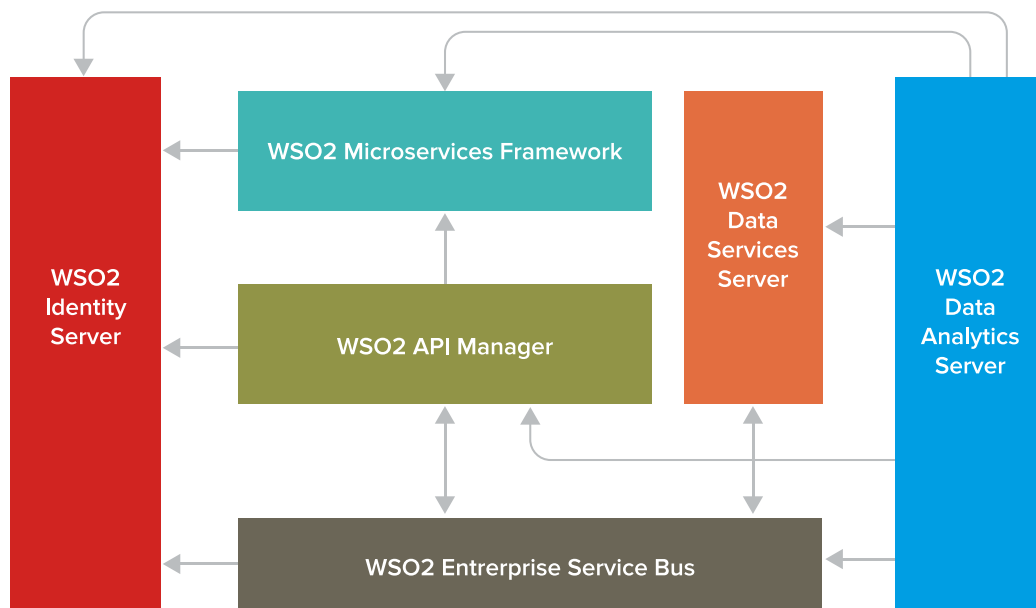 WSO2 Microservices Framework
WSO2
Data
Services
Server
WSO2
Identity
Server
WSO2
Data
Analytics
Server
WSO2 API Manager
WSO2 Entrerprise Service Bus